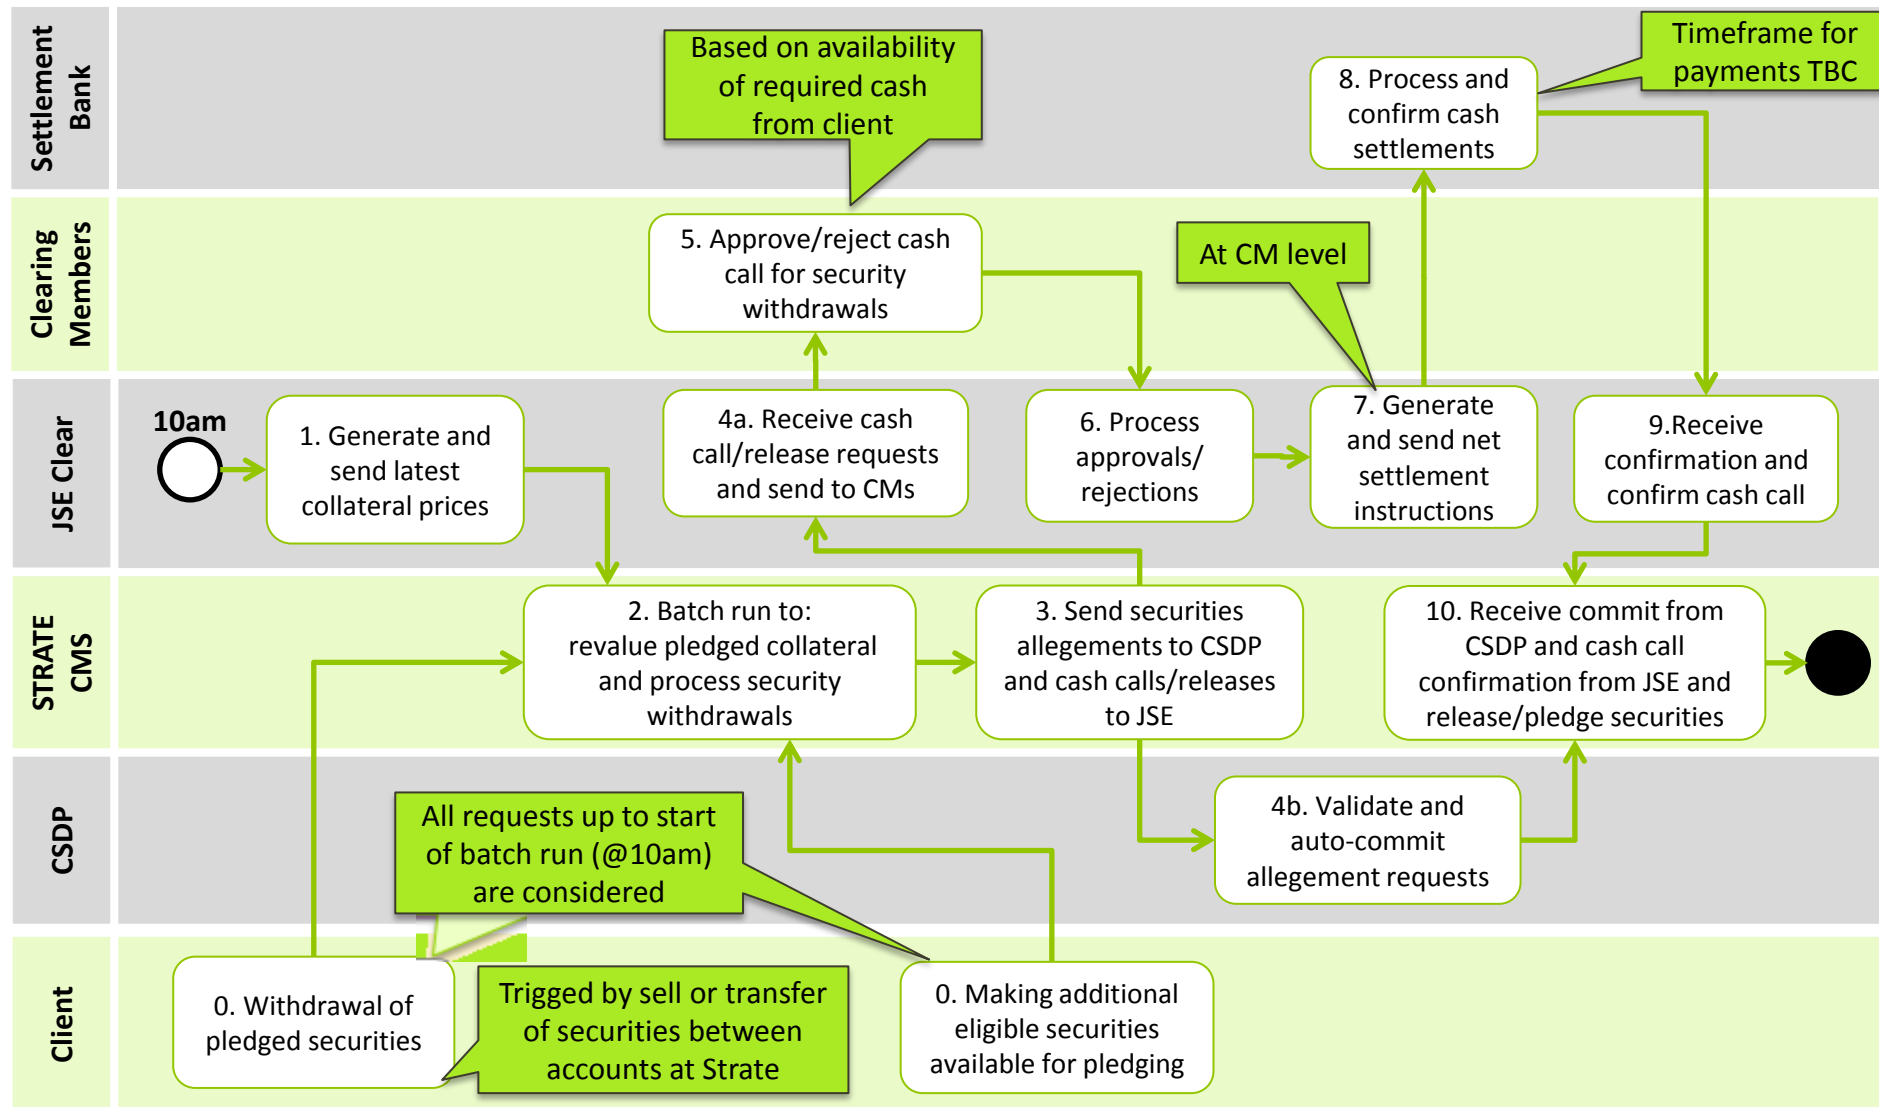 Settlement
Bank
Based on availability
of required cash
from client
8. Process and
confirm cash
settlements
Timeframe for
payments TBC
Clearing
Members
5. Approve/reject cash
call for security
withdrawals
At CM level
JSE Clear
10am
1. Generate and
send latest
collateral prices
4a. Receive cash
call/release requests
and send to CMs
6. Process
approvals/
rejections
7. Generate
and send net
settlement
instructions
9.Receive
confirmation and
confirm cash call
STRATE
CMS
2. Batch run to:
revalue pledged collateral
and process security
withdrawals
3. Send securities
allegements to CSDP
and cash calls/releases
to JSE
10. Receive commit from
CSDP and cash call
confirmation from JSE and
release/pledge securities
CSDP
All requests up to start
of batch run (@10am)
are considered
4b. Validate and
auto-commit
allegement requests
Client
0. Withdrawal of
pledged securities
Trigged by sell or transfer
of securities between
accounts at Strate
0. Making additional
eligible securities
available for pledging